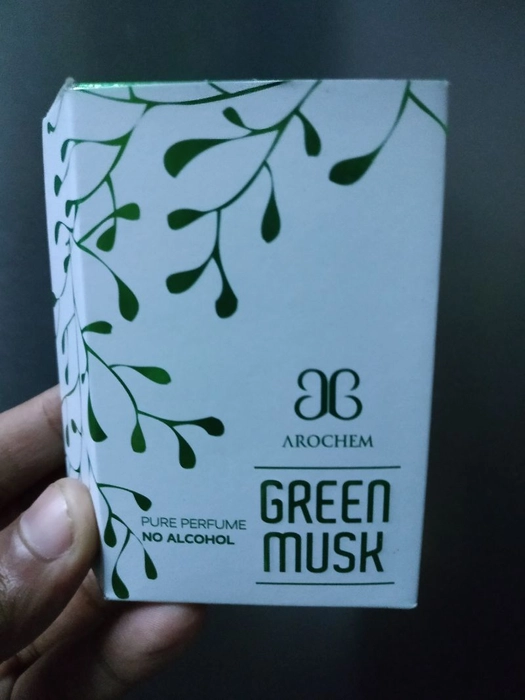 AROCHEM
PURE PERFUME
NO ALCOHOL
GREEN
MUSK